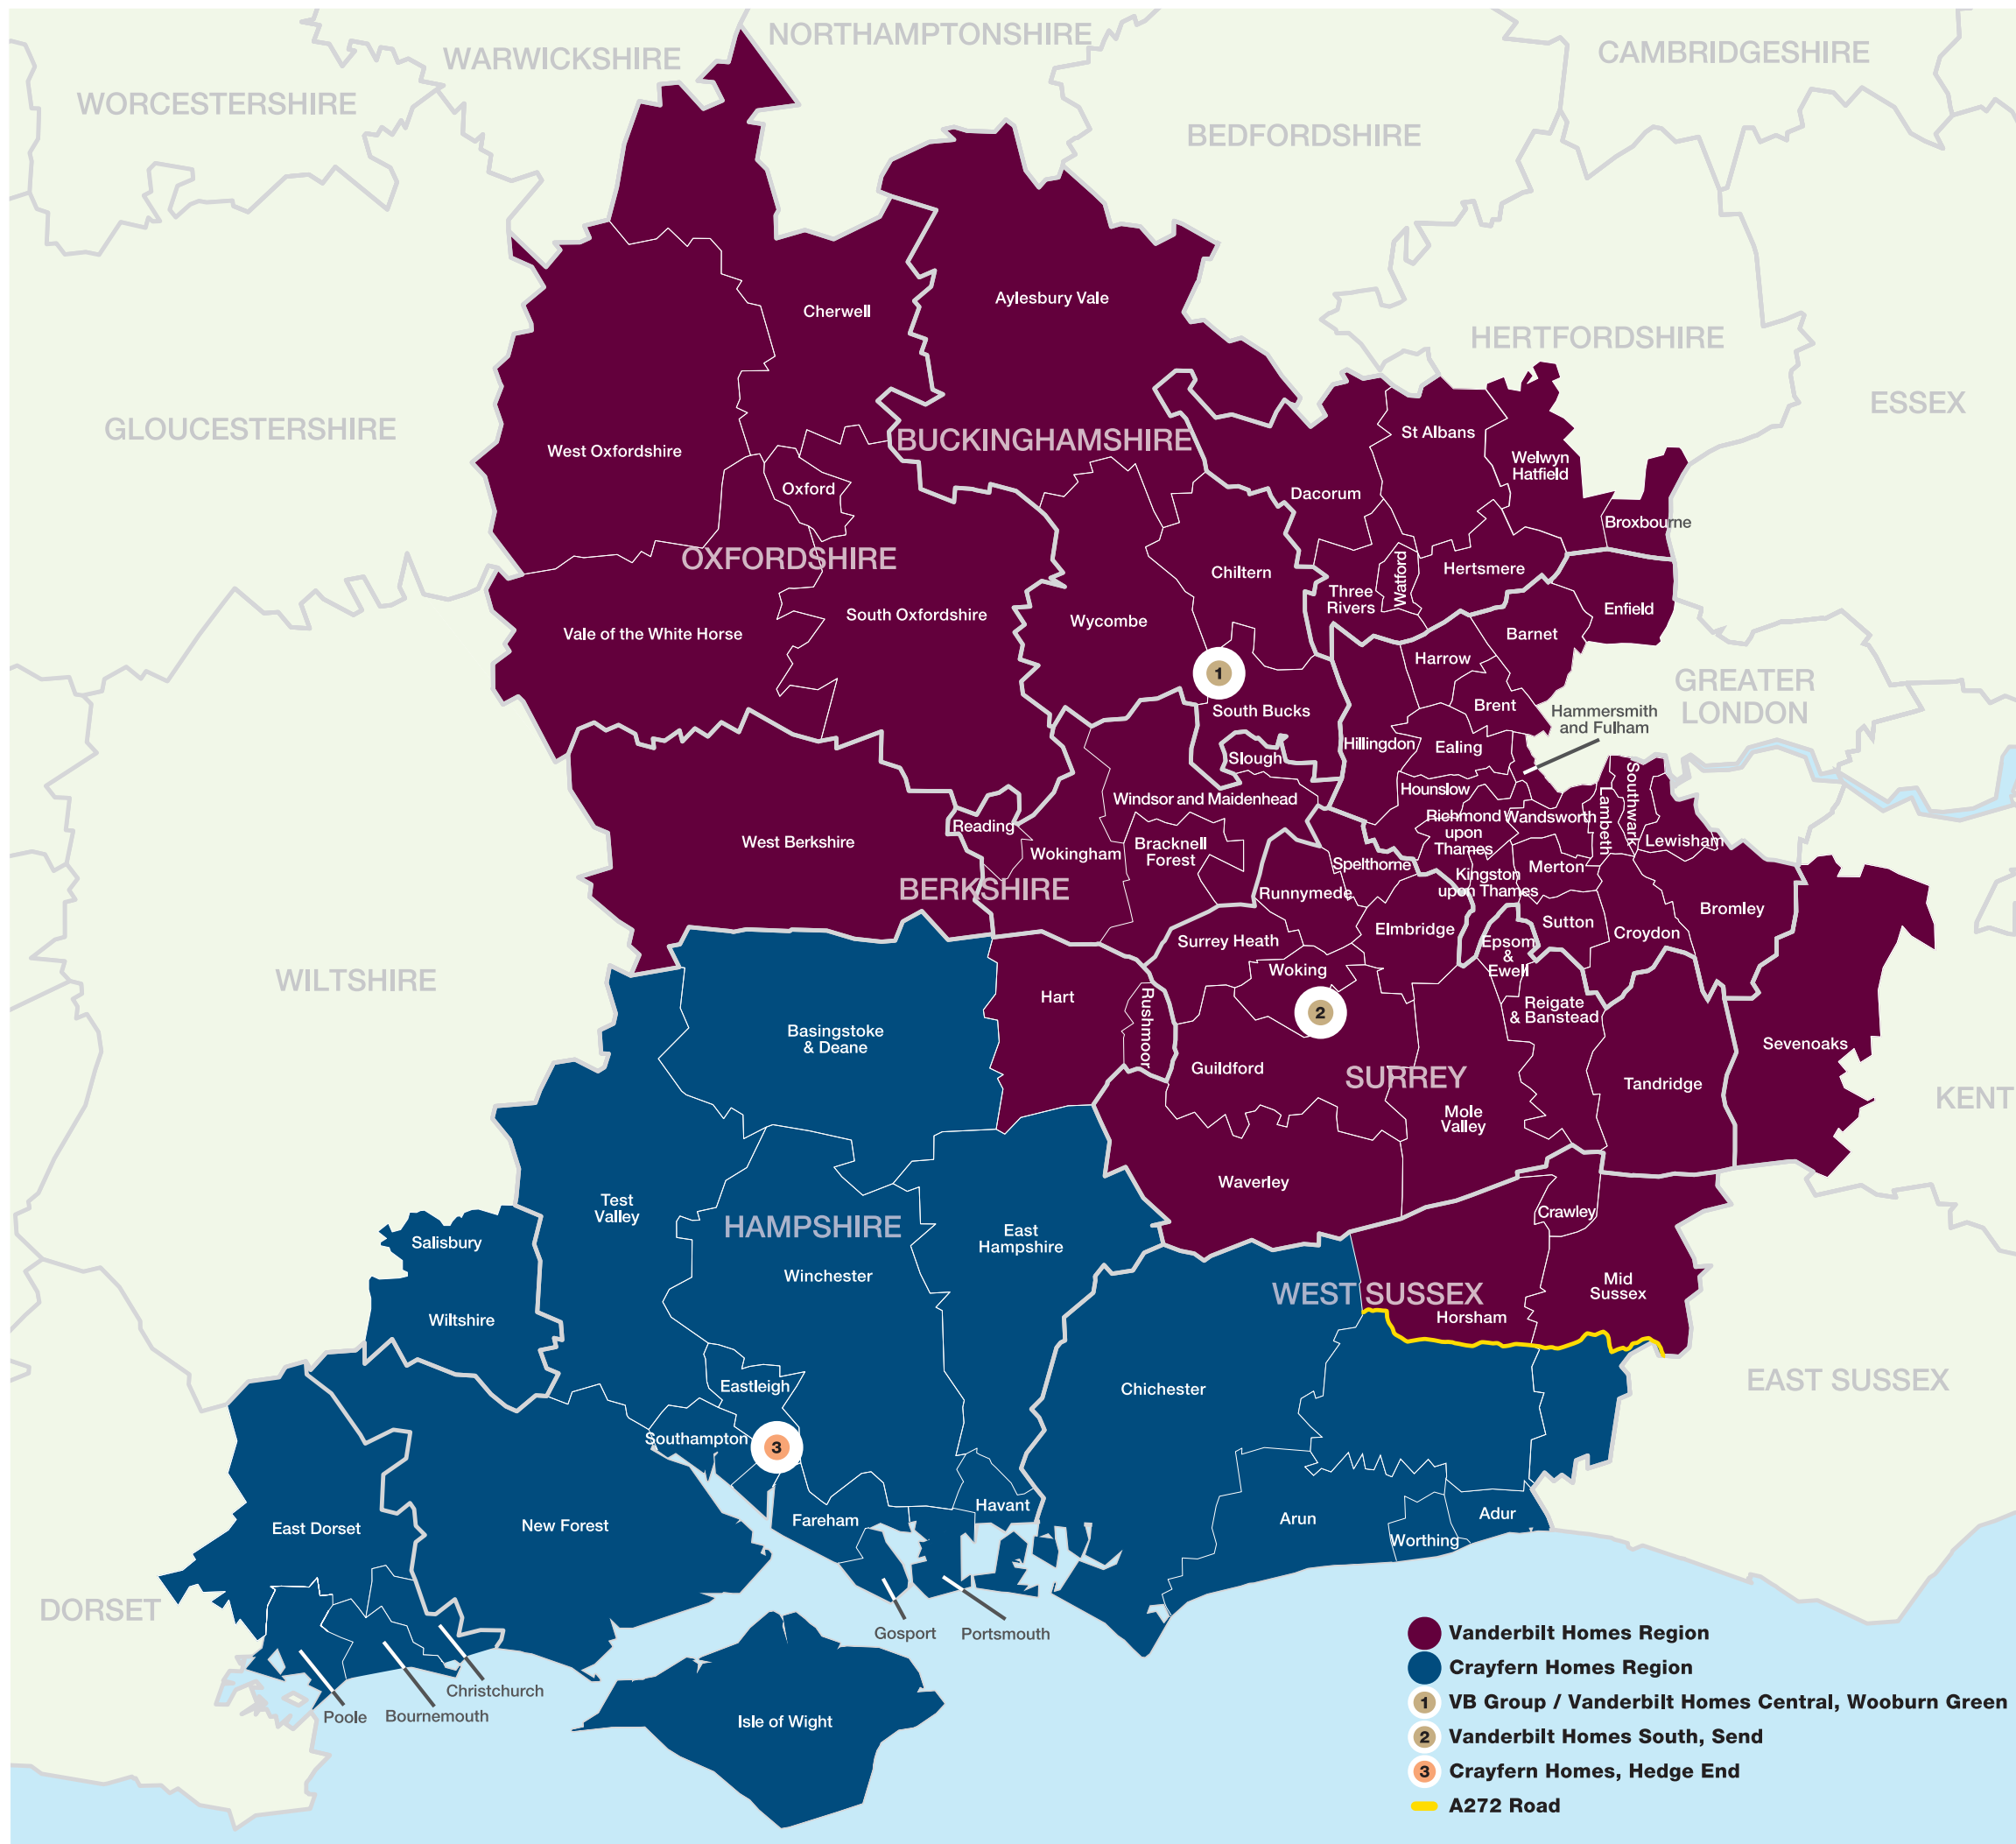 NORTHAMPTONSHIRE
WARWICKSHIRE
CAMBRIDGESHIRE
WORCESTERSHIRE
BEDFORDSHIRE
Aylesbury Vale
Cherwell
HERTFORDSHIRE
ESSEX
GLOUCESTERSHIRE
BUCKINGHAMSHIRE
St Albans
West Oxfordshire
Welwyn
Hatfield
Oxford
Dacorum
Broxbourne
OXFORDSHIRE
Chiltern
Watford
Hertsmere
Three
Rivers
Enfield
South Oxfordshire
Wycombe
Vale of the White Horse
Barnet
Harrow
1
GREATER
LONDON
Brent
South Bucks
Hammersmith
and Fulham
Hillingdon
Ealing
Slough
Southwark
Hounslow
Windsor and Maidenhead
Lambeth
Richmond
upon
Thames
Wandsworth
Reading
West Berkshire
Wokingham
Bracknell
Forest
Lewisham
Spelthorne
Merton
Kingston
upon Thames
BERKSHIRE
Runnymede
Bromley
Sutton
Elmbridge
Croydon
Surrey Heath
Epsom
&
Ewell
Woking
WILTSHIRE
Hart
Rushmoor
2
Reigate
& Banstead
Basingstoke
& Deane
Sevenoaks
Guildford
SURREY
Tandridge
KENT
Mole
Valley
Waverley
Test
Valley
Crawley
HAMPSHIRE
Salisbury
East
Hampshire
Winchester
Mid
Sussex
WEST SUSSEX
Wiltshire
Horsham
EAST SUSSEX
Eastleigh
Chichester
Southampton
3
Havant
Fareham
Arun
Adur
East Dorset
New Forest
Worthing
DORSET
Gosport
Portsmouth
Christchurch
Poole
Bournemouth
Isle of Wight
Vanderbilt Homes Region
Crayfern Homes Region
1 VB Group / Vanderbilt Homes Central, Wooburn Green
2 Vanderbilt Homes South, Send
3 Crayfern Homes, Hedge End
A272 Road